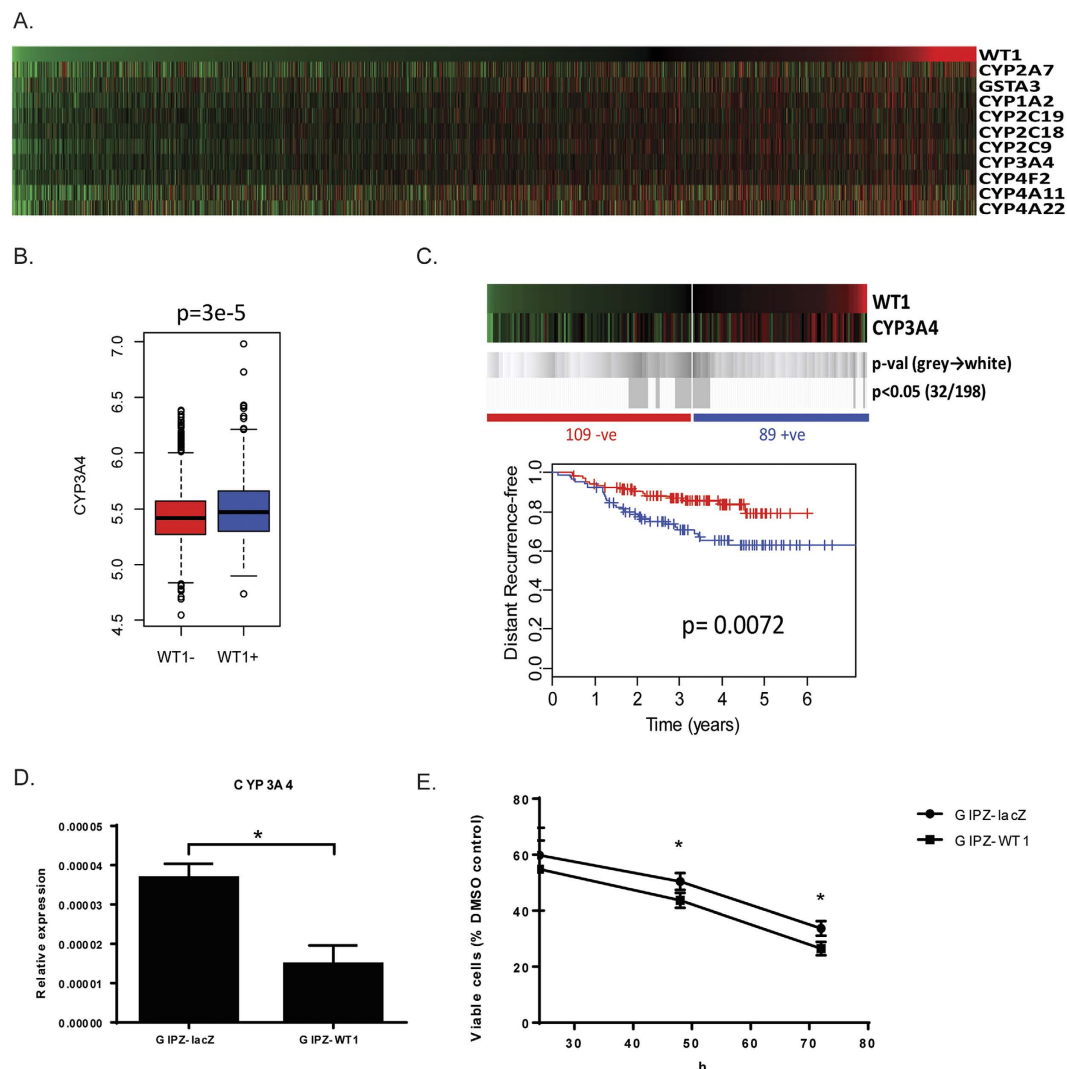 A.
WT1
CYP2A7
GSTA3
CYP1A2
CYP2C19
CYP2C18
CYP2C9
CYP3A4
CYP4F2
CYP4A11
CYP4A22
B.
p=3e-5
CYP3A4
7.0
6.5
6.0
5.5
5.0
4.5
WT1-
WT1+
C.
WT1
CYP3A4
p-val (grey→white)
p<0.05 (32/198)
109 -ve
89 +ve
Distant Recurrence-free
1.0
0.8
0.6
0.4
0.2
0.0
p= 0.0072
0 1 2 3 4 5 6
Time (years)
D.
CYP3A4
Relative expression
0.00005
0.00004
0.00003
0.00002
0.00001
0.00000
*
GIPZ-lacZ
GIPZ-WT1
E.
Viable cells (% DMSO control)
80
60
40
20
0
*
*
30 40 50 60 70 80
h
GIPZ-lacZ
GIPZ-WT1